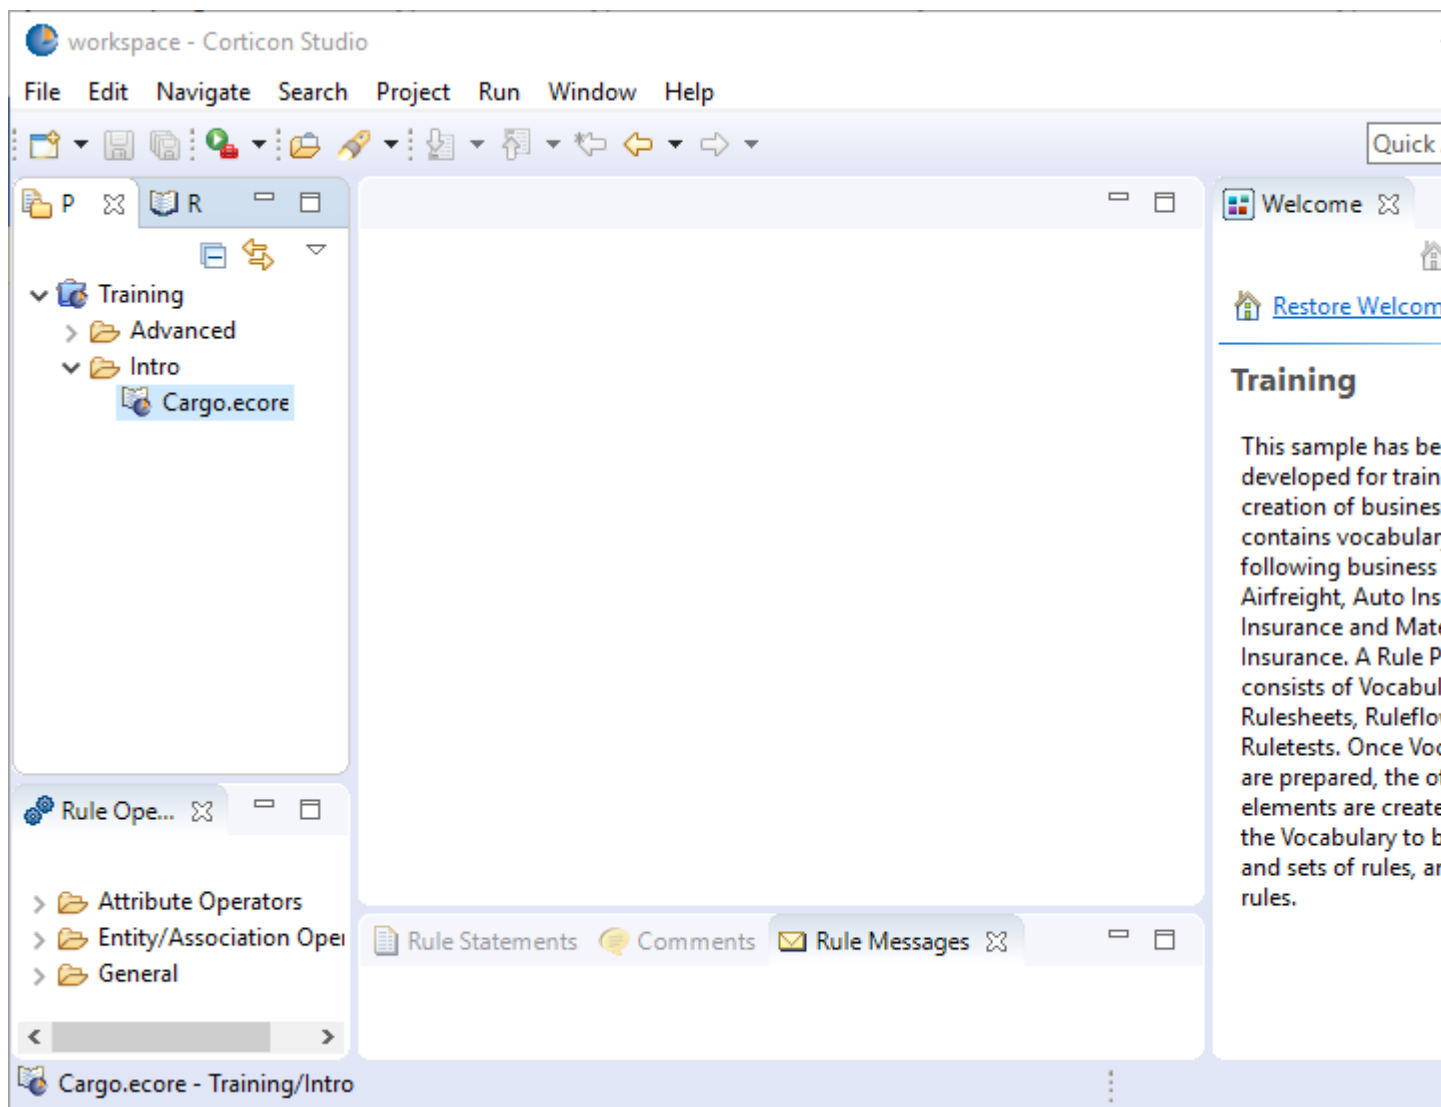 workspace - Corticon Studio
File Edit Navigate Search Project Run Window Help
Quick
P R
Welcome
Training
Advanced
Intro
Cargo.ecore
Restore Welcom
Training
This sample has be
developed for train
creation of busines
contains vocabular
following business
Airfreight, Auto Ins
Insurance and Mate
Insurance. A Rule P
consists of Vocabul
Rulesheets, Ruleflo
Ruletests. Once Voc
are prepared, the o
elements are create
the Vocabulary to b
and sets of rules, ar
rules.
Rule Ope...
Attribute Operators
Entity/Association Ope
General
Rule Statements Comments Rule Messages
Cargo.ecore - Training/Intro